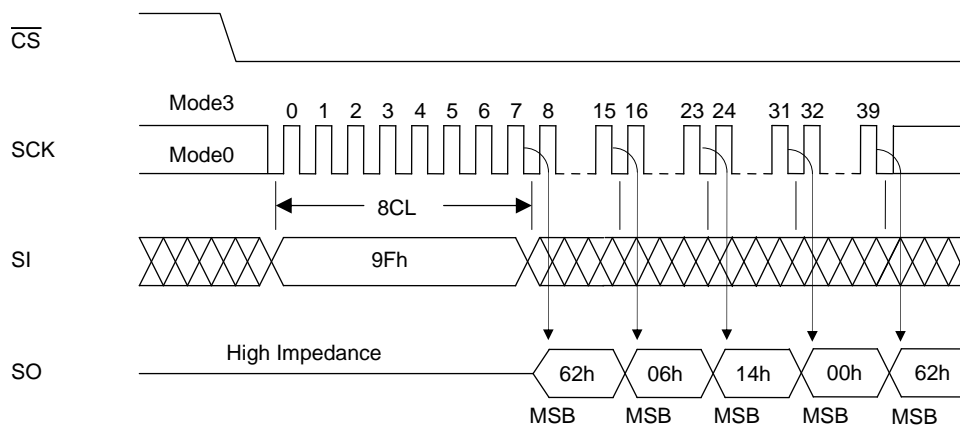 CS
Mode3
0 1 2 3 4 5 6 7 8 15 16 23 24 31 32 39
SCK
Mode0
8CL
SI
9Fh
High Impedance
SO
62h 06h 14h 00h 62h
MSB MSB MSB MSB MSB